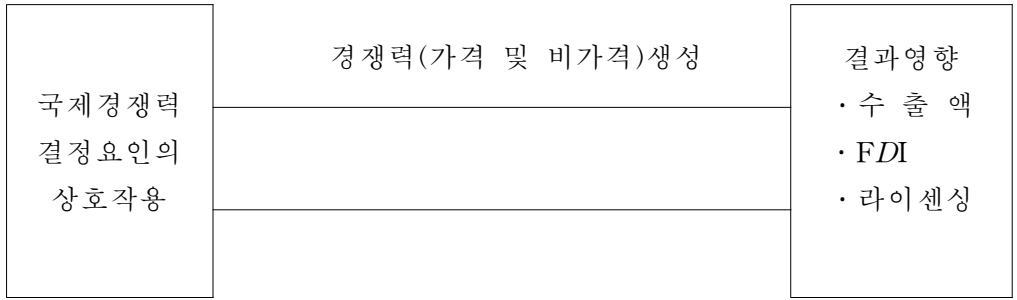 국제경쟁력
결정요인의
상호작용
경쟁력(가격 및 비가격)생성
결과영향
· 수 출 액
· FDI
· 라이센싱